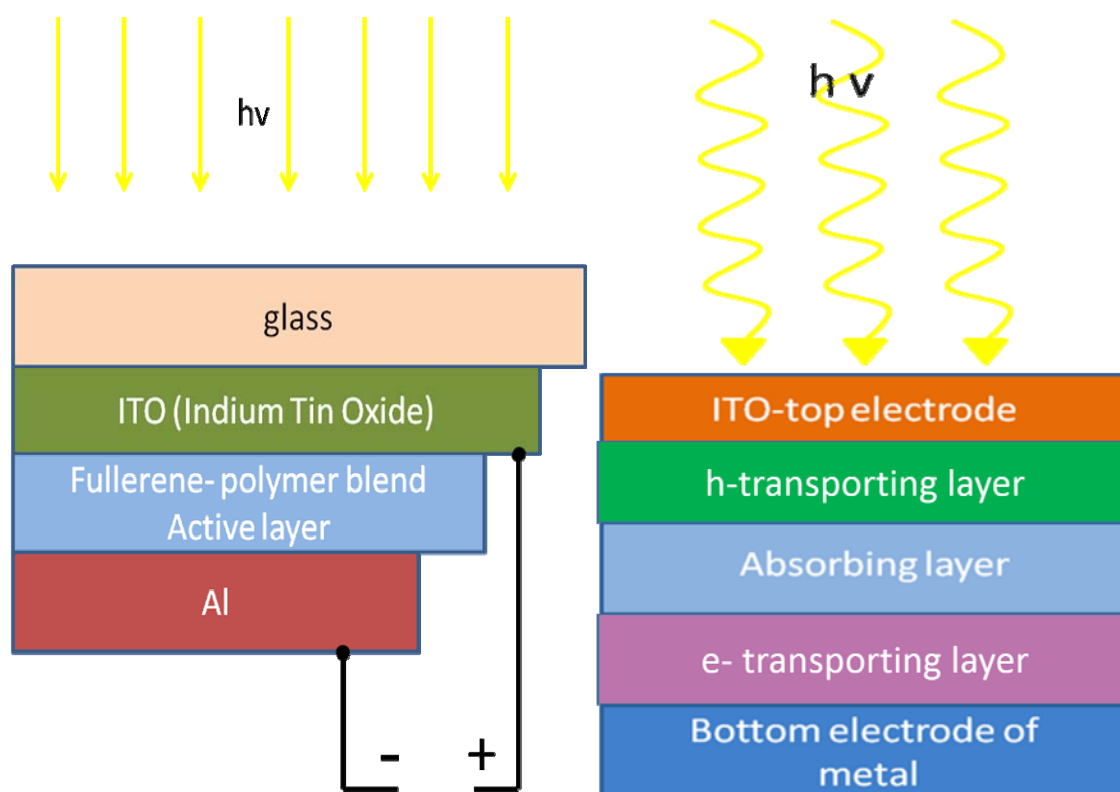 hv
glass
ITO (Indium Tin Oxide)
Fullerene- polymer blend
Active layer
Al
- +
h v
ITO-top electrode
h-transporting layer
Absorbing layer
e- transporting layer
Bottom electrode of
metal